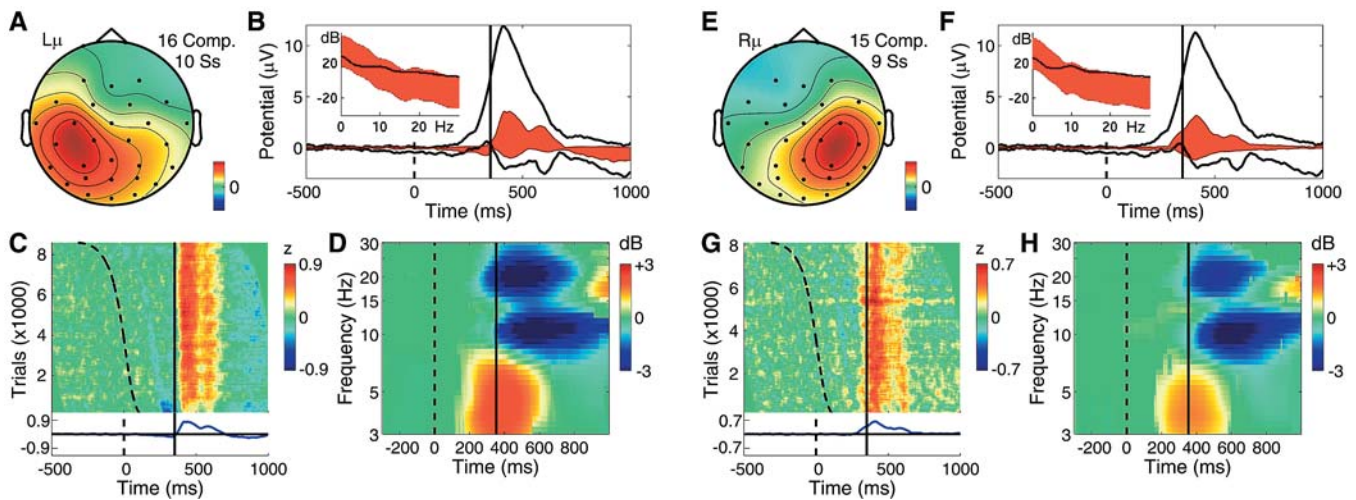 A
Lμ
16 Comp.
10 Ss
0
B
Potential (μV)
10
5
0
dB
20
-20
0
10
20
Hz
-500
0
500
1000
Time (ms)
E
Rμ
15 Comp.
9 Ss
0
F
Potential (μV)
10
5
0
dB
20
-20
0
10
20
Hz
-500
0
500
1000
Time (ms)
C
Trials (x1000)
8
6
4
2
z
0.9
-0.9
0.9
-0.9
-500
0
500
1000
Time (ms)
D
Frequency (Hz)
30
20
15
10
5
3
dB
+3
-3
-300
0
200
400
600
800
Time (ms)
G
Trials (x1000)
8
6
4
2
z
0.7
-0.7
0.7
-0.7
-500
0
500
1000
Time (ms)
H
Frequency (Hz)
30
20
15
10
5
3
dB
+3
-3
-300
0
200
400
600
800
Time (ms)